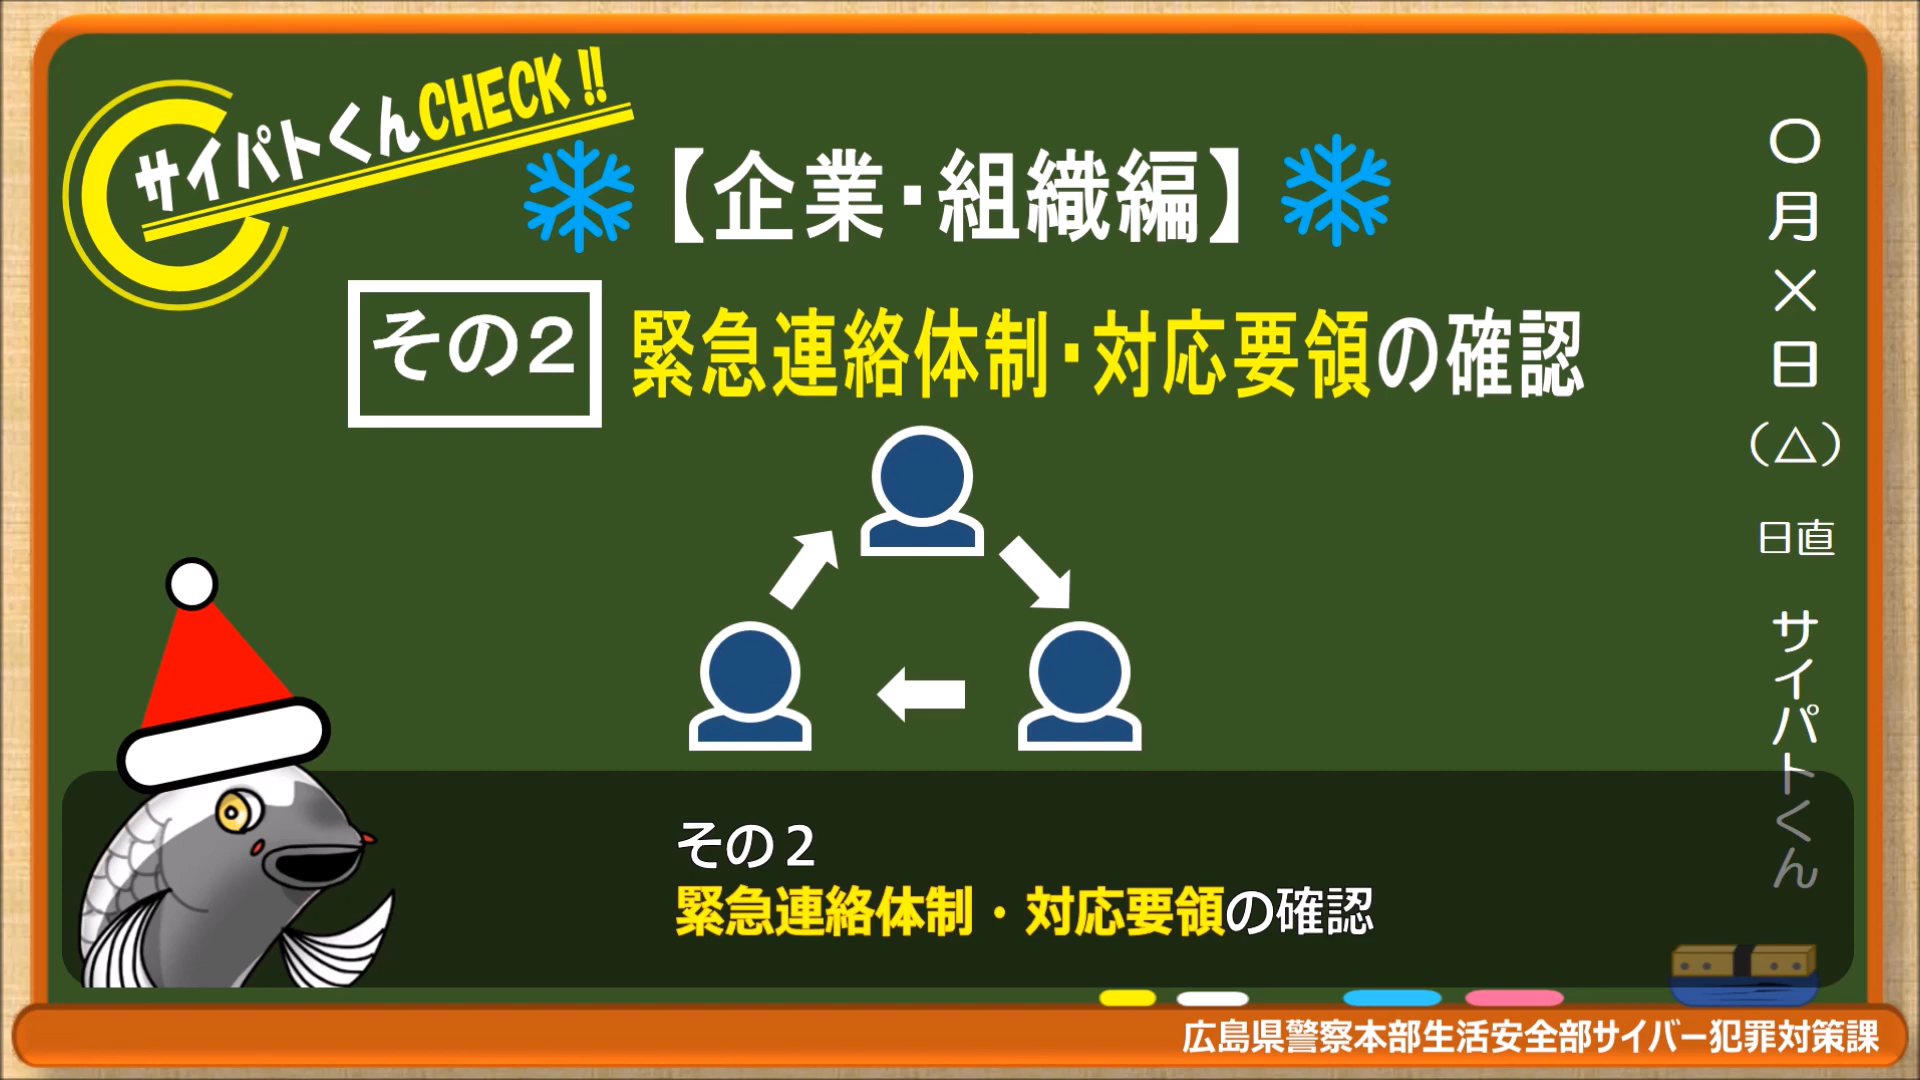 サイパトくんCHECK!!
【企業・組織編】
その2
緊急連絡体制・対応要領の確認
〇月×日(△)
日直 サイパトくん
その2
緊急連絡体制・対応要領の確認
広島県警察本部生活安全部サイバー犯罪対策課